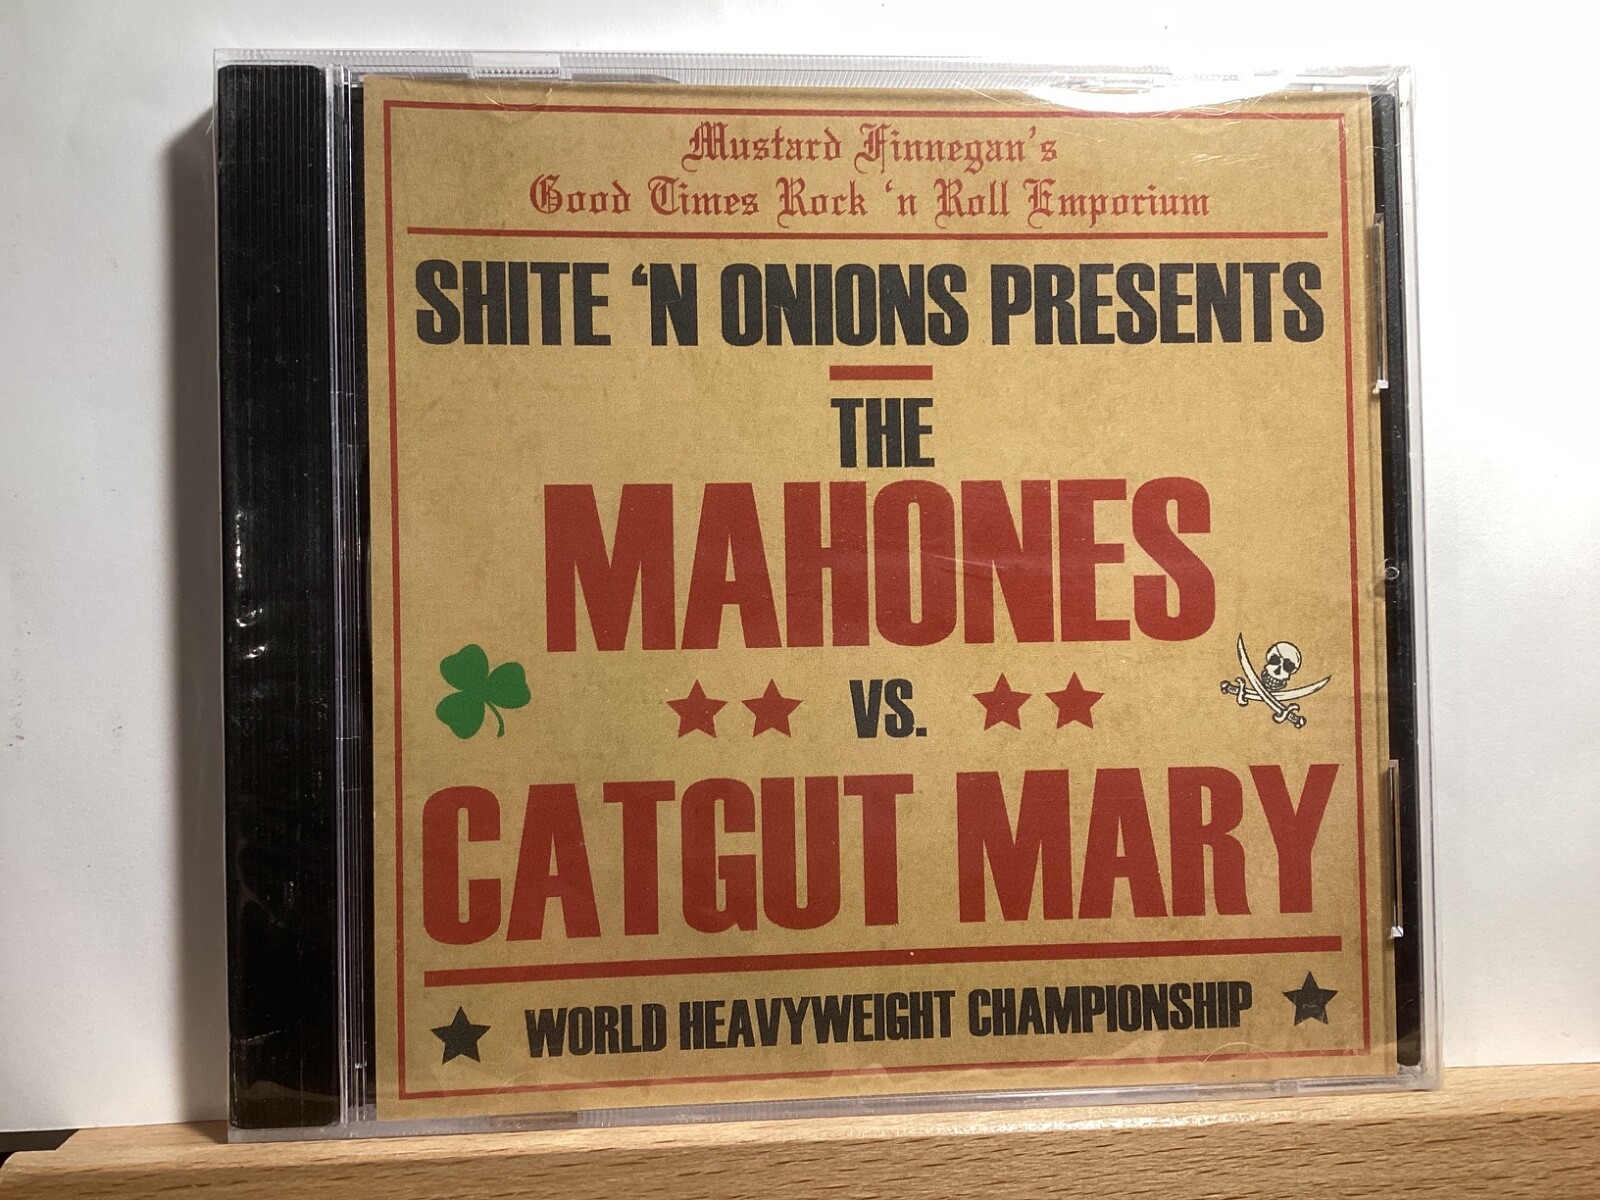 Mustard Finnegan's
Good Times Rock 'n Roll Emporium
SHITE 'N ONIONS PRESENTS
THE
MAHONES
VS.
CATGUT MARY
WORLD HEAVYWEIGHT CHAMPIONSHIP